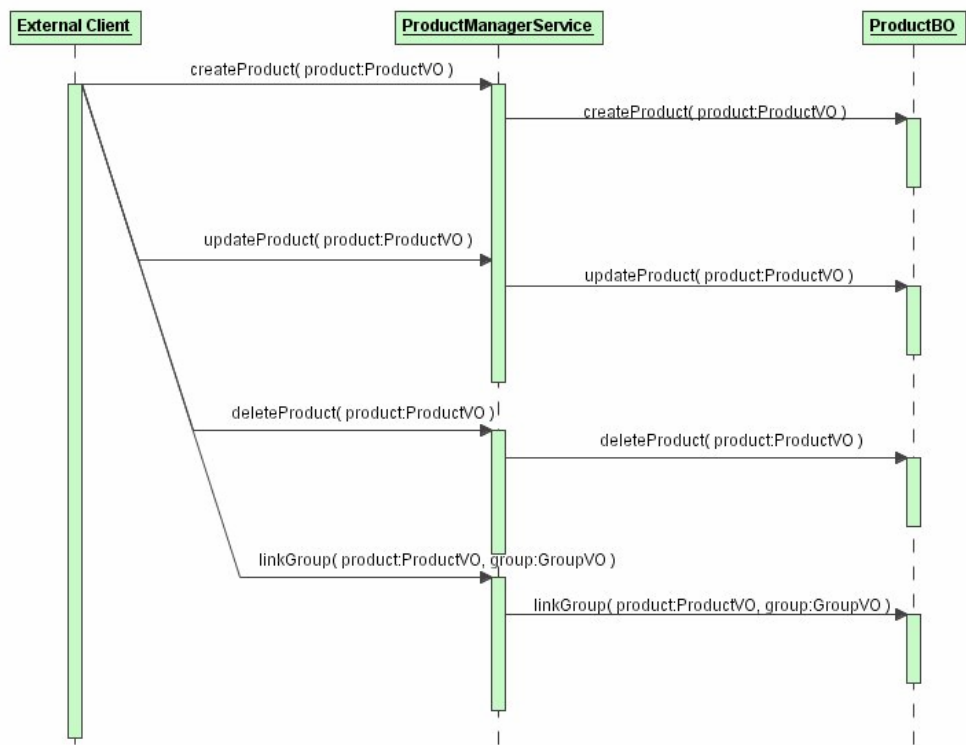 External Client
ProductManagerService
ProductBO
createProduct( product:ProductVO )
createProduct( product:ProductVO )
updateProduct( product:ProductVO )
updateProduct( product:ProductVO )
deleteProduct( product:ProductVO )
deleteProduct( product:ProductVO )
linkGroup( product:ProductVO, group:GroupVO )
linkGroup( product:ProductVO, group:GroupVO )